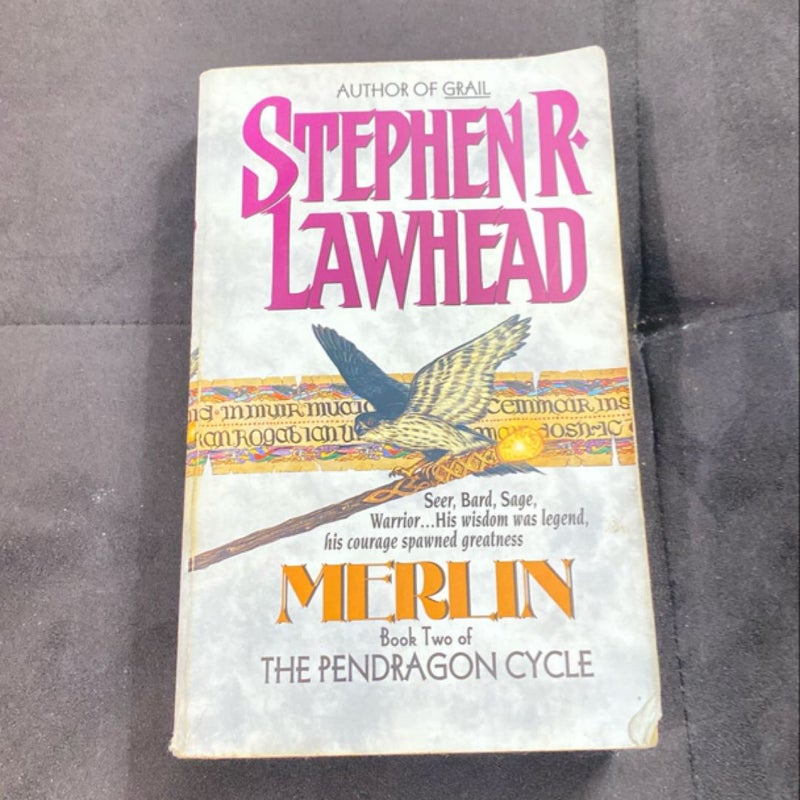 AUTHOR OF GRAIL
STEPHEN R.
LAWHEAD
Seer, Bard, Sage,
Warrior...His wisdom was legend,
his courage spawned greatness
MERLIN
Book Two of
THE PENDRAGON CYCLE